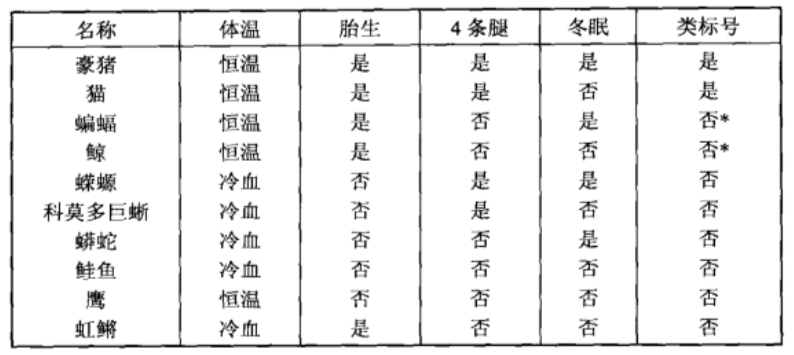 名称 体温 胎生 4条腿 冬眠 类标号
豪猪 恒温 是 是 是 是
猫 恒温 是 是 否 是
蝙蝠 恒温 是 否 是 否*
鲸 恒温 是 否 否 否*
蝾螈 冷血 否 是 是 否
科莫多巨蜥 冷血 否 是 否 否
蟒蛇 冷血 否 否 是 否
鲑鱼 冷血 否 否 否 否
鹰 恒温 否 否 否 否
虹鳉 冷血 是 否 否 否